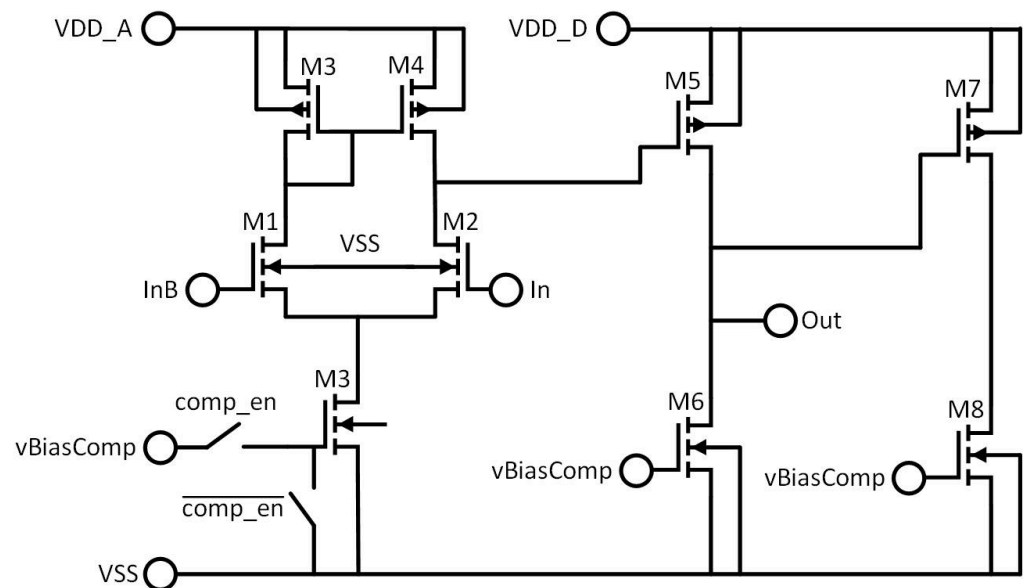 VDD_A
VDD_D
M3
M4
M5
M7
M1
VSS
M2
InB
In
Out
M3
comp_en
vBiasComp
M6
vBiasComp
M8
vBiasComp
comp_en
VSS